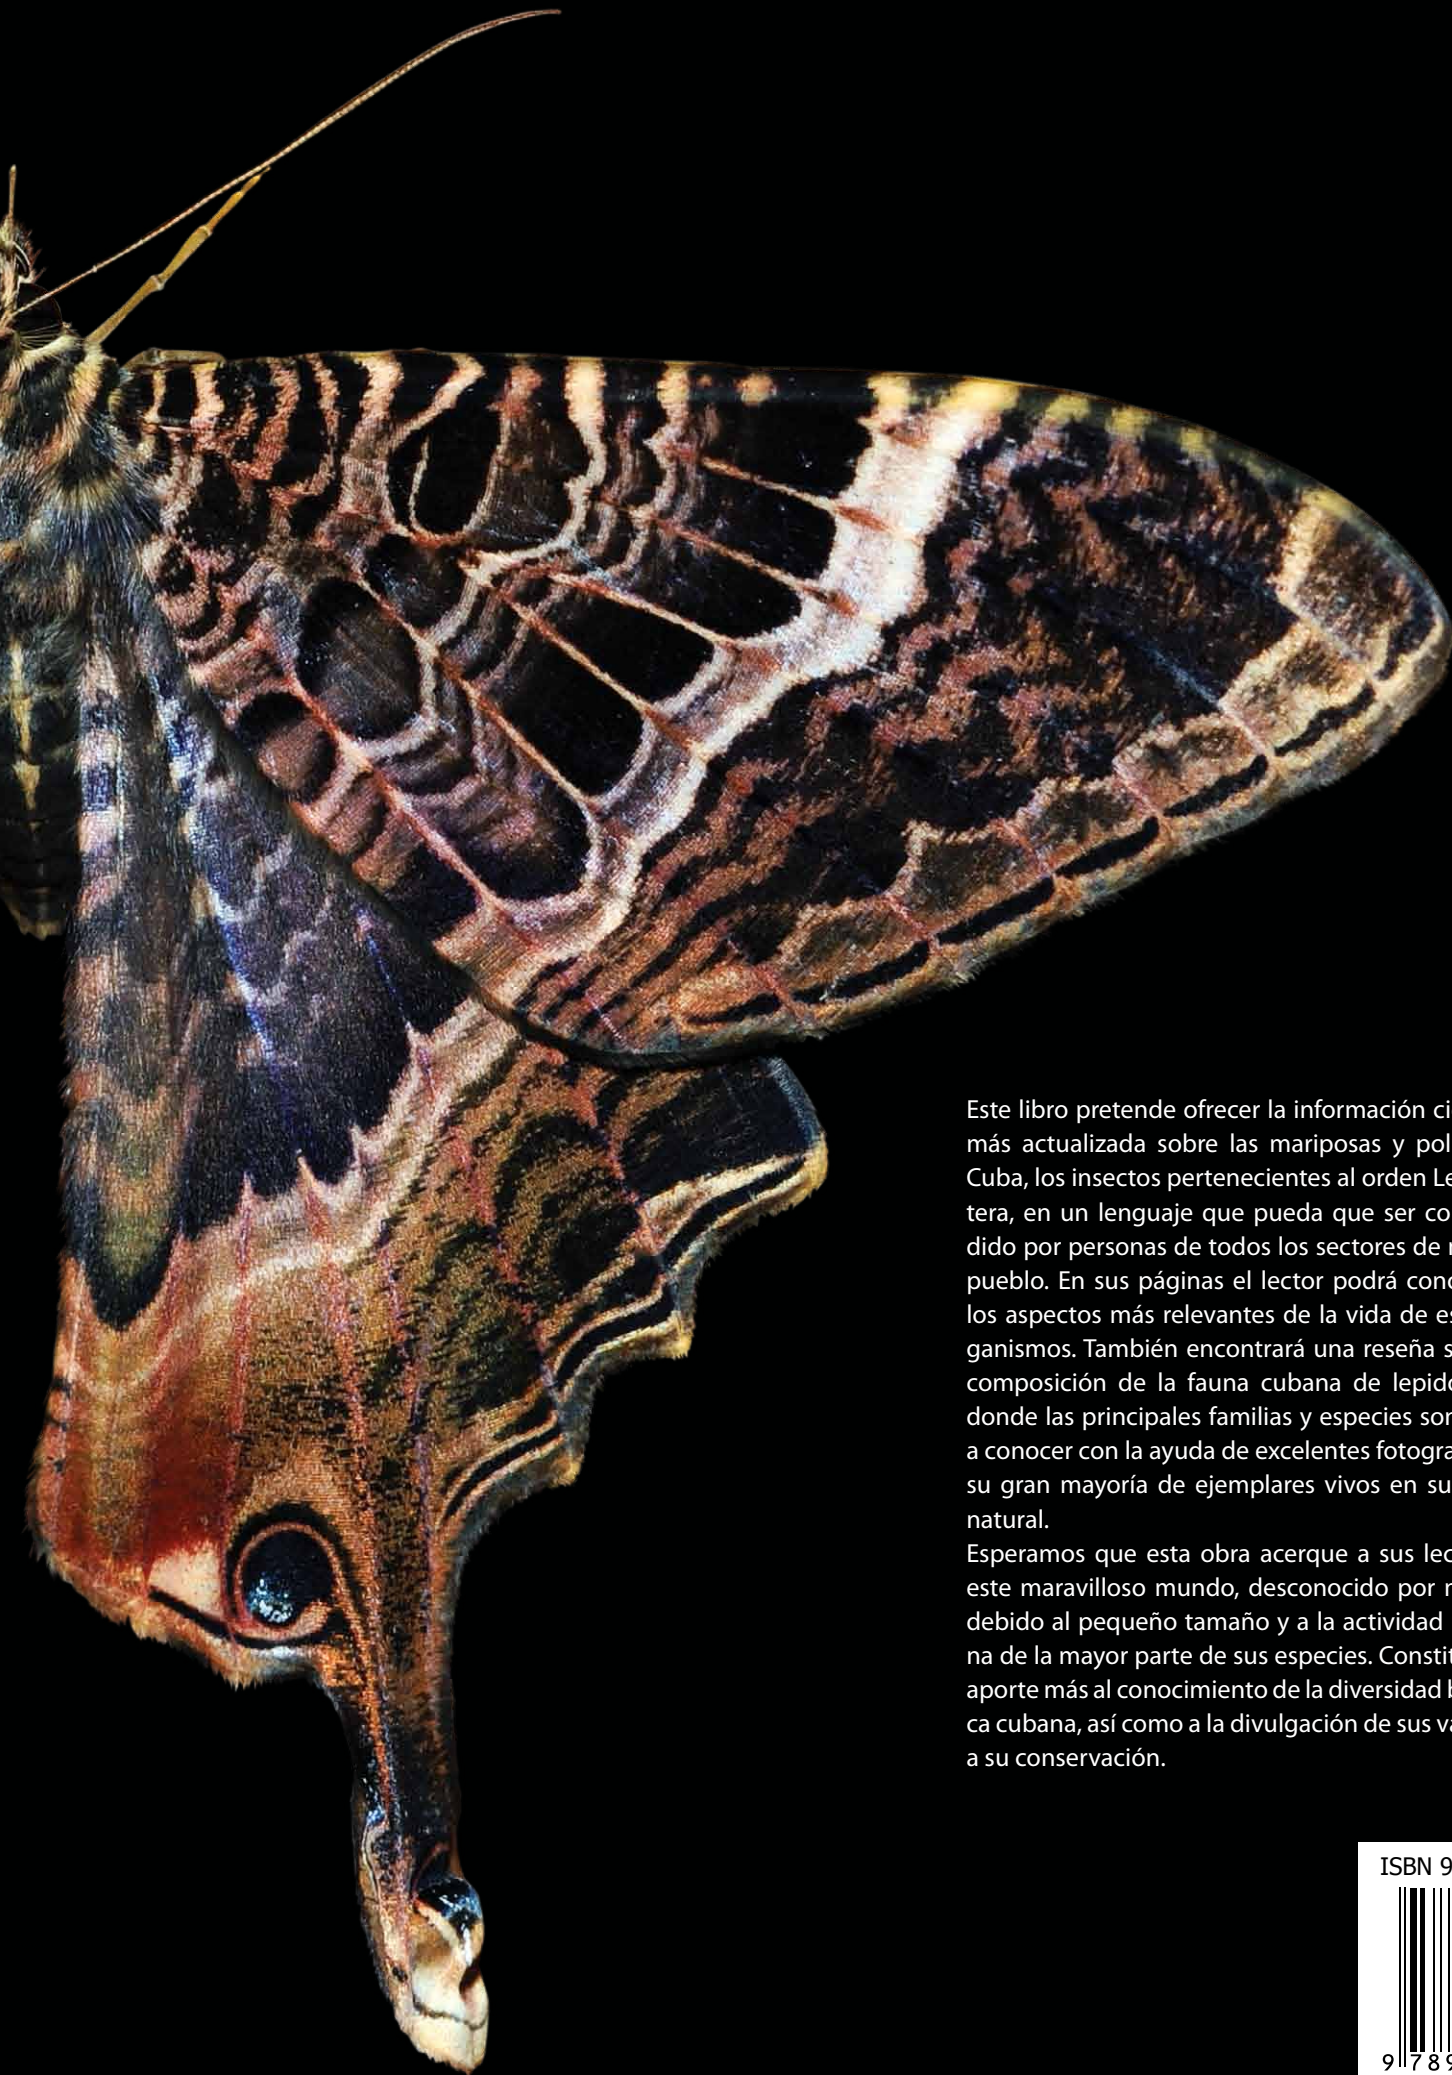 Este libro pretende ofrecer la información ci
más actualizada sobre las mariposas y pol
Cuba, los insectos pertenecientes al orden Le
tera, en un lenguaje que pueda que ser co
dido por personas de todos los sectores de
pueblo. En sus páginas el lector podrá cono
los aspectos más relevantes de la vida de es
ganismos. También encontrará una reseña s
composición de la fauna cubana de lepido
donde las principales familias y especies son
a conocer con la ayuda de excelentes fotogra
su gran mayoría de ejemplares vivos en su
natural.
Esperamos que esta obra acerque a sus lec
este maravilloso mundo, desconocido por
debido al pequeño tamaño y a la actividad
na de la mayor parte de sus especies. Constit
aporte más al conocimiento de la diversidad
ca cubana, así como a la divulgación de sus va
a su conservación.
ISBN 9
9 789